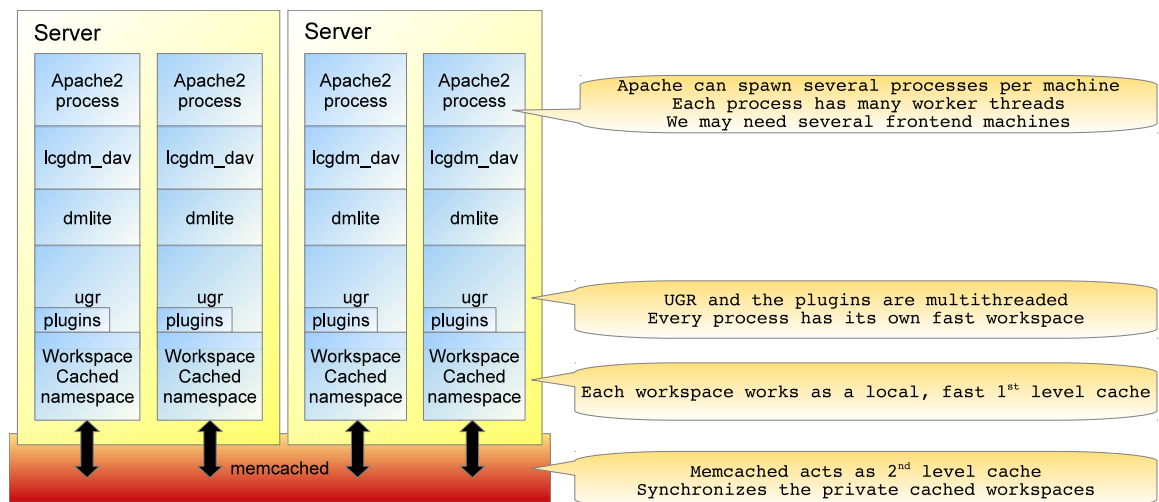 Server
Server
Apache2
process
Apache2
process
Apache2
process
Apache2
process
Apache can spawn several processes per machine
Each process has many worker threads
We may need several frontend machines
lcgdm_dav
lcgdm_dav
lcgdm_dav
lcgdm_dav
dmlite
dmlite
dmlite
dmlite
ugr
ugr
ugr
ugr
plugins
plugins
plugins
plugins
UGR and the plugins are multithreaded
Every process has its own fast workspace
Workspace
Cached
namespace
Workspace
Cached
namespace
Workspace
Cached
namespace
Workspace
Cached
namespace
Each workspace works as a local, fast 1st level cache
memcached
Memcached acts as 2nd level cache
Synchronizes the private cached workspaces